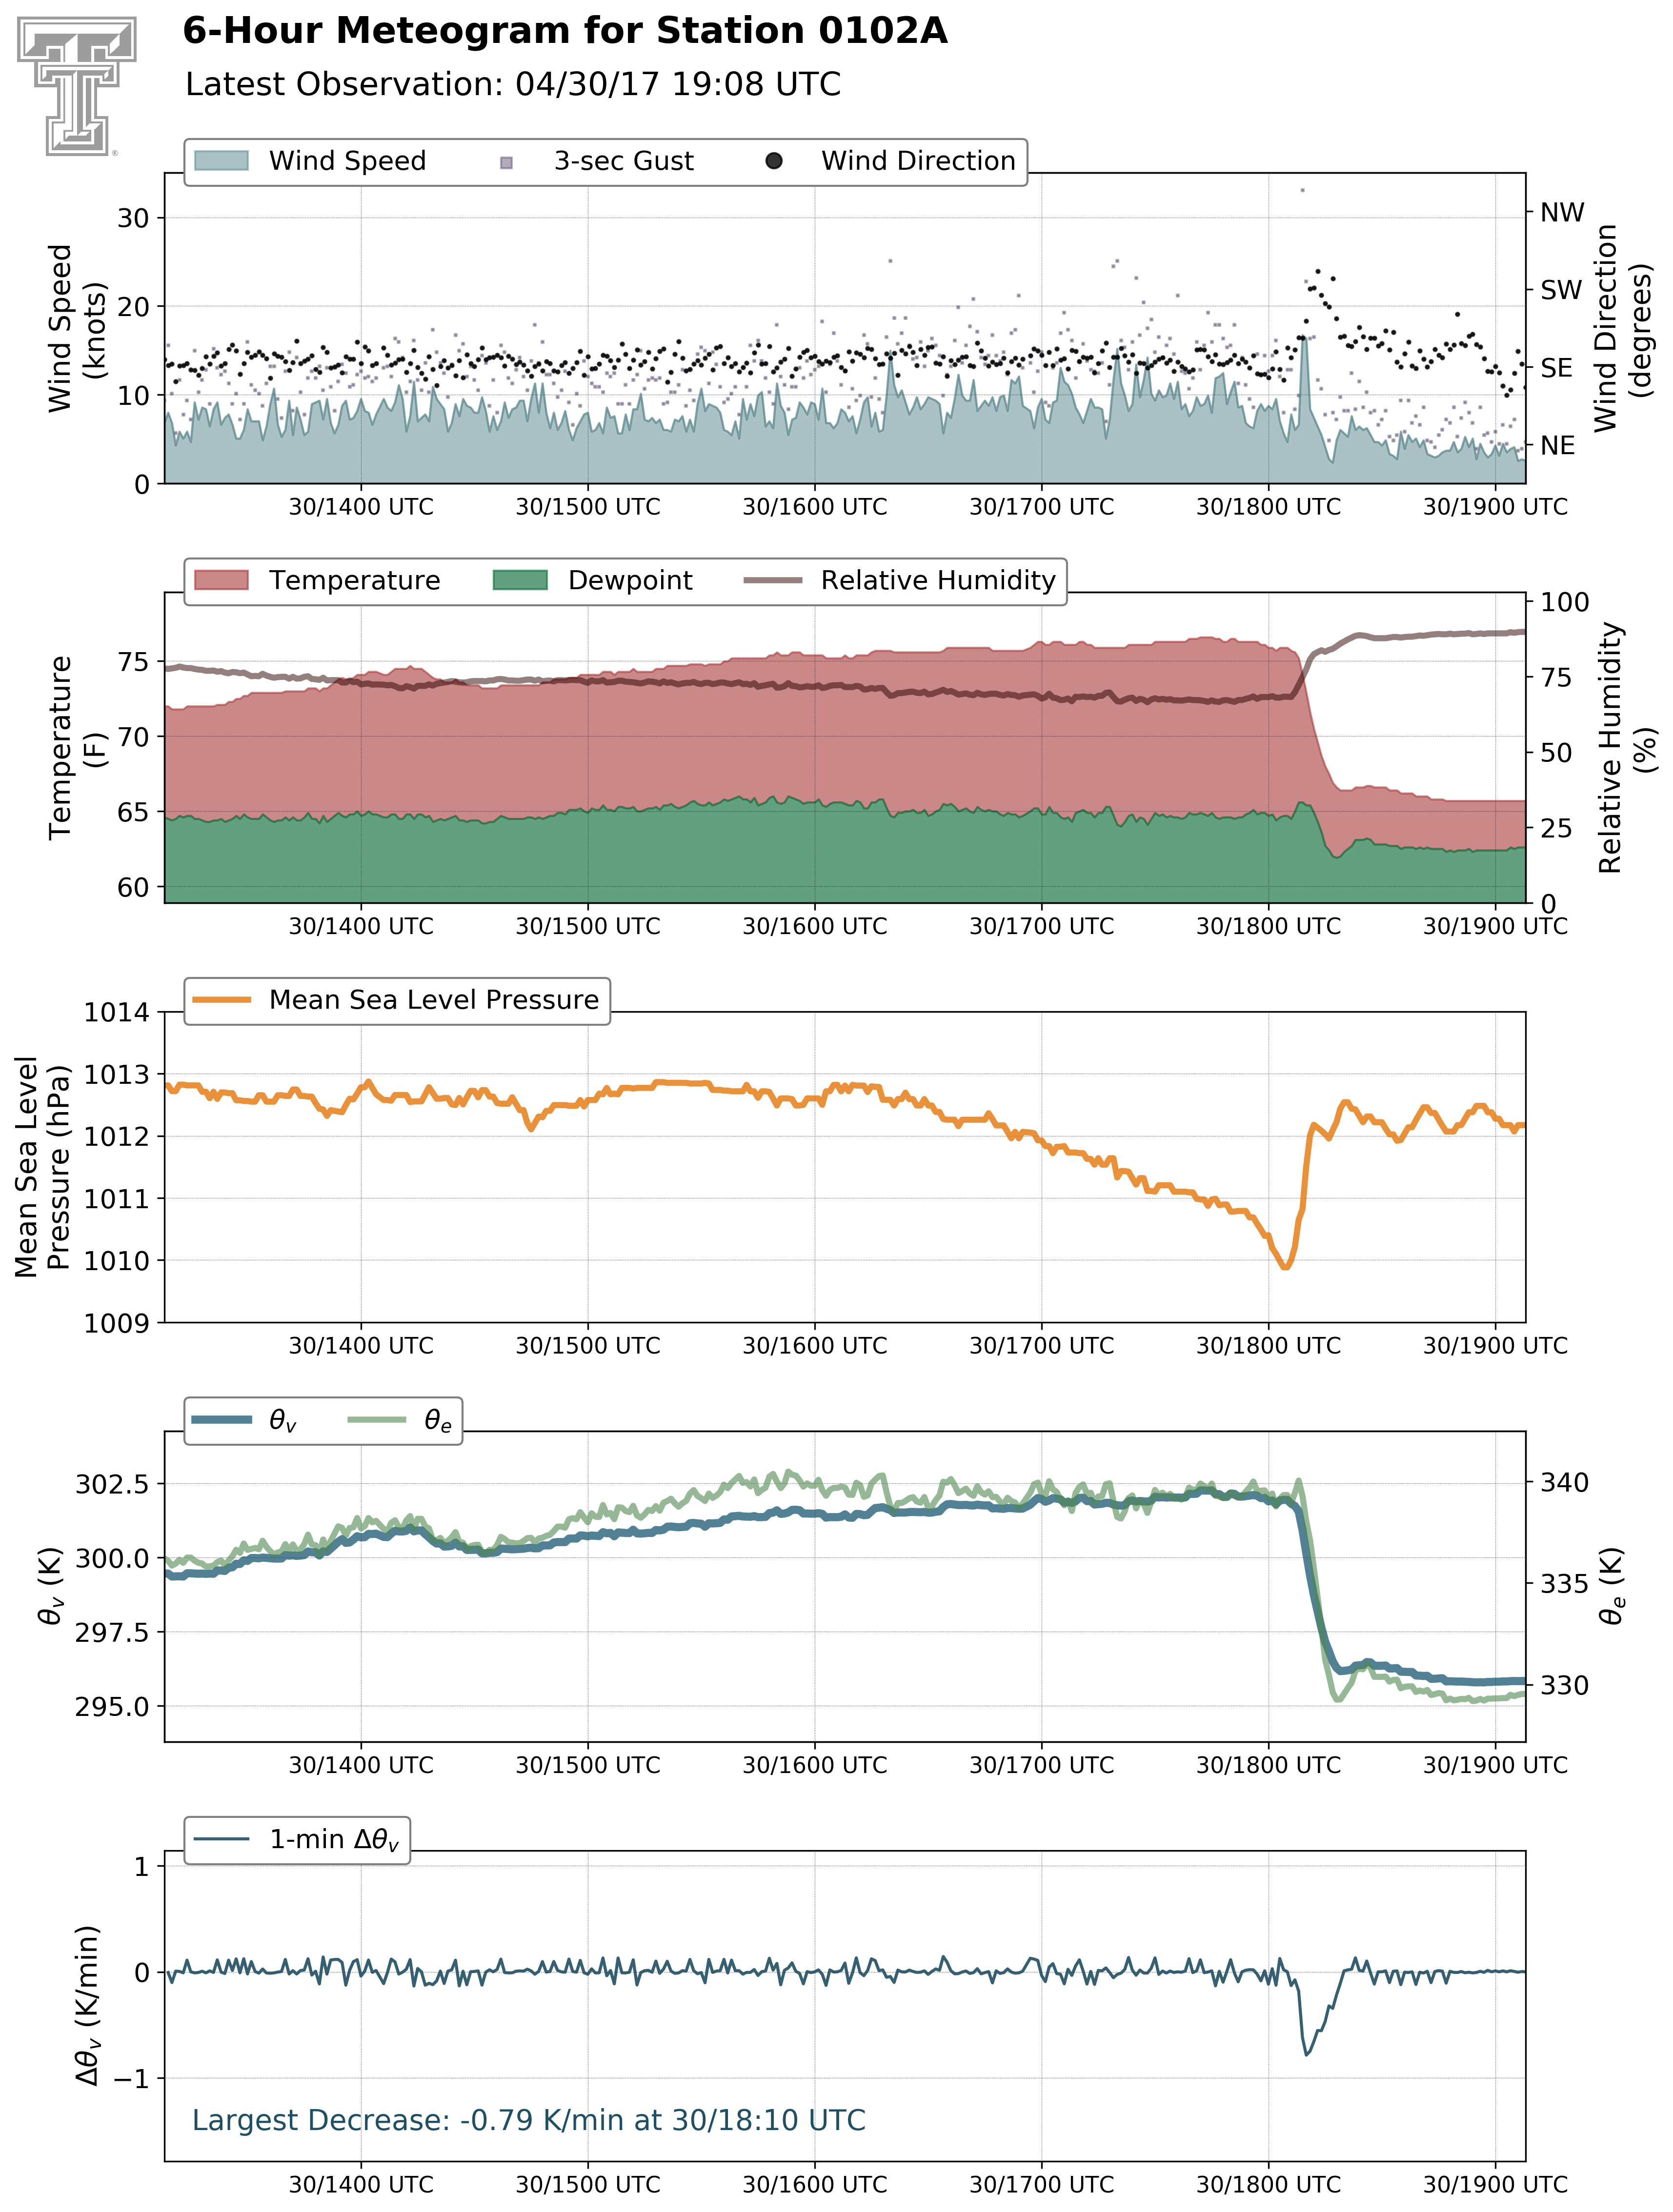 6-Hour Meteogram for Station 0102A
Latest Observation: 04/30/17 19:08 UTC
®
Wind Speed 3-sec Gust Wind Direction
Wind Speed
(knots)
30
20
10
0
NW
SW
SE
NE
Wind Direction
(degrees)
30/1400 UTC 30/1500 UTC 30/1600 UTC 30/1700 UTC 30/1800 UTC 30/1900 UTC
Temperature Dewpoint Relative Humidity
Temperature
(F)
75
70
65
60
100
75
50
25
0
Relative Humidity
(%)
30/1400 UTC 30/1500 UTC 30/1600 UTC 30/1700 UTC 30/1800 UTC 30/1900 UTC
Mean Sea Level Pressure
Mean Sea Level
Pressure (hPa)
1014
1013
1012
1011
1010
1009
30/1400 UTC 30/1500 UTC 30/1600 UTC 30/1700 UTC 30/1800 UTC 30/1900 UTC
θv θe
θv (K)
302.5
300.0
297.5
295.0
340
335
330
θe (K)
30/1400 UTC 30/1500 UTC 30/1600 UTC 30/1700 UTC 30/1800 UTC 30/1900 UTC
1-min Δθv
Δθv (K/min)
1
0
−1
Largest Decrease: -0.79 K/min at 30/18:10 UTC
30/1400 UTC 30/1500 UTC 30/1600 UTC 30/1700 UTC 30/1800 UTC 30/1900 UTC